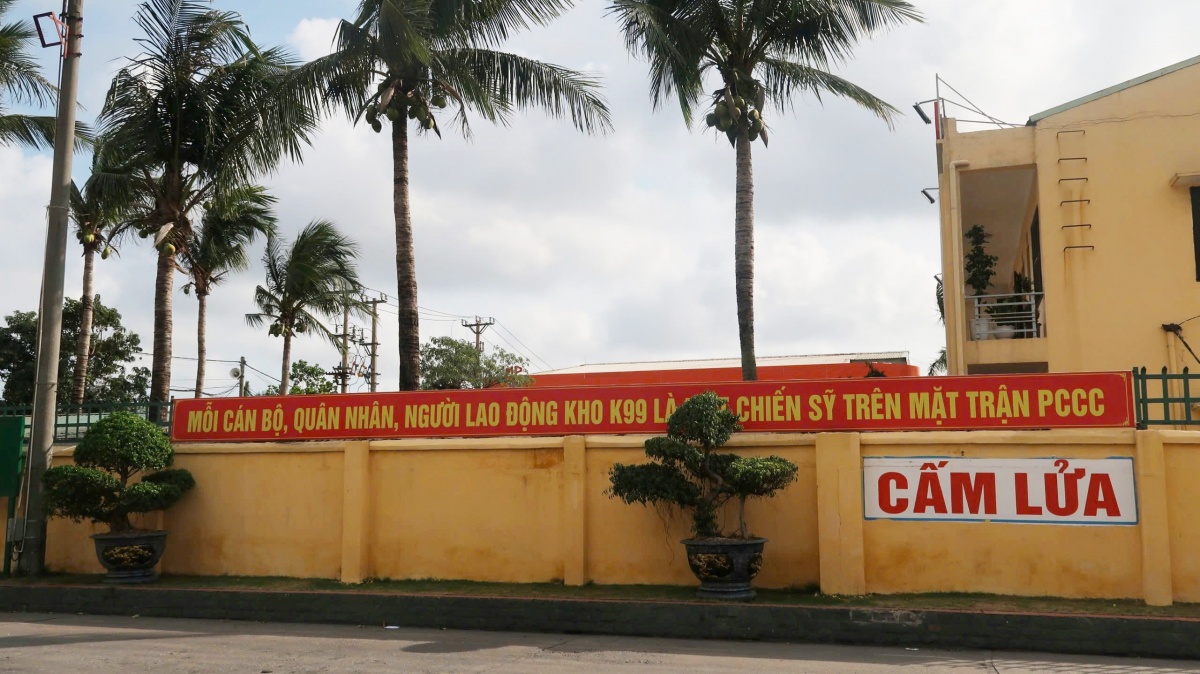 MỖI CÁN BỘ, QUÂN NHÂN, NGƯỜI LAO ĐỘNG KHO K99 LÀ CHIẾN SỸ TRÊN MẶT TRẬN PCCC
CẤM LỬA